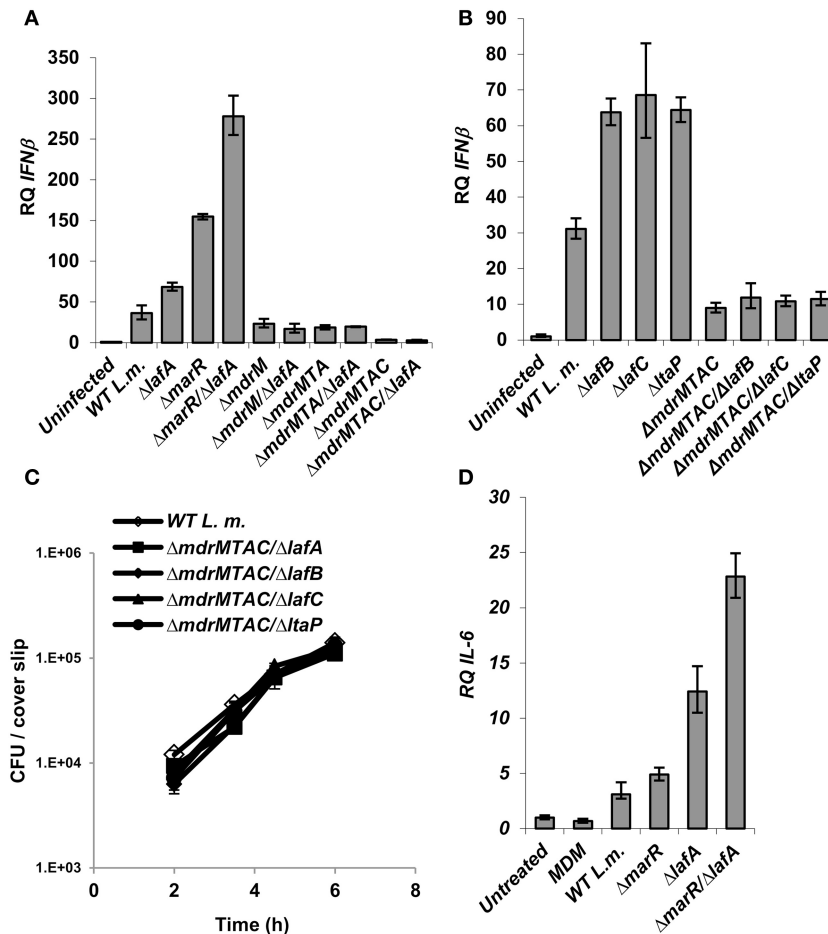 A
RQ IFNβ
350
300
250
200
150
100
50
0
Uninfected
WT L.m.
ΔlafA
ΔmarR
ΔmarR/ΔlafA
ΔmdrM
ΔmdrM/ΔlafA
ΔmdrMTA
ΔmdrMTA/ΔlafA
ΔmdrMTAC
ΔmdrMTAC/ΔlafA
B
RQ IFNβ
90
80
70
60
50
40
30
20
10
0
Uninfected
WT L. m.
ΔlafB
ΔlafC
ΔltaP
ΔmdrMTAC
ΔmdrMTAC/ΔlafB
ΔmdrMTAC/ΔlafC
ΔmdrMTAC/ΔltaP
C
WT L. m.
ΔmdrMTAC/ΔlafA
ΔmdrMTAC/ΔlafB
ΔmdrMTAC/ΔlafC
ΔmdrMTAC/ΔltaP
CFU / cover slip
1.E+06
1.E+05
1.E+04
1.E+03
0 2 4 6 8
Time (h)
D
RQ IL-6
30
25
20
15
10
5
0
Untreated
MDM
WT L.m.
ΔmarR
ΔlafA
ΔmarR/ΔlafA